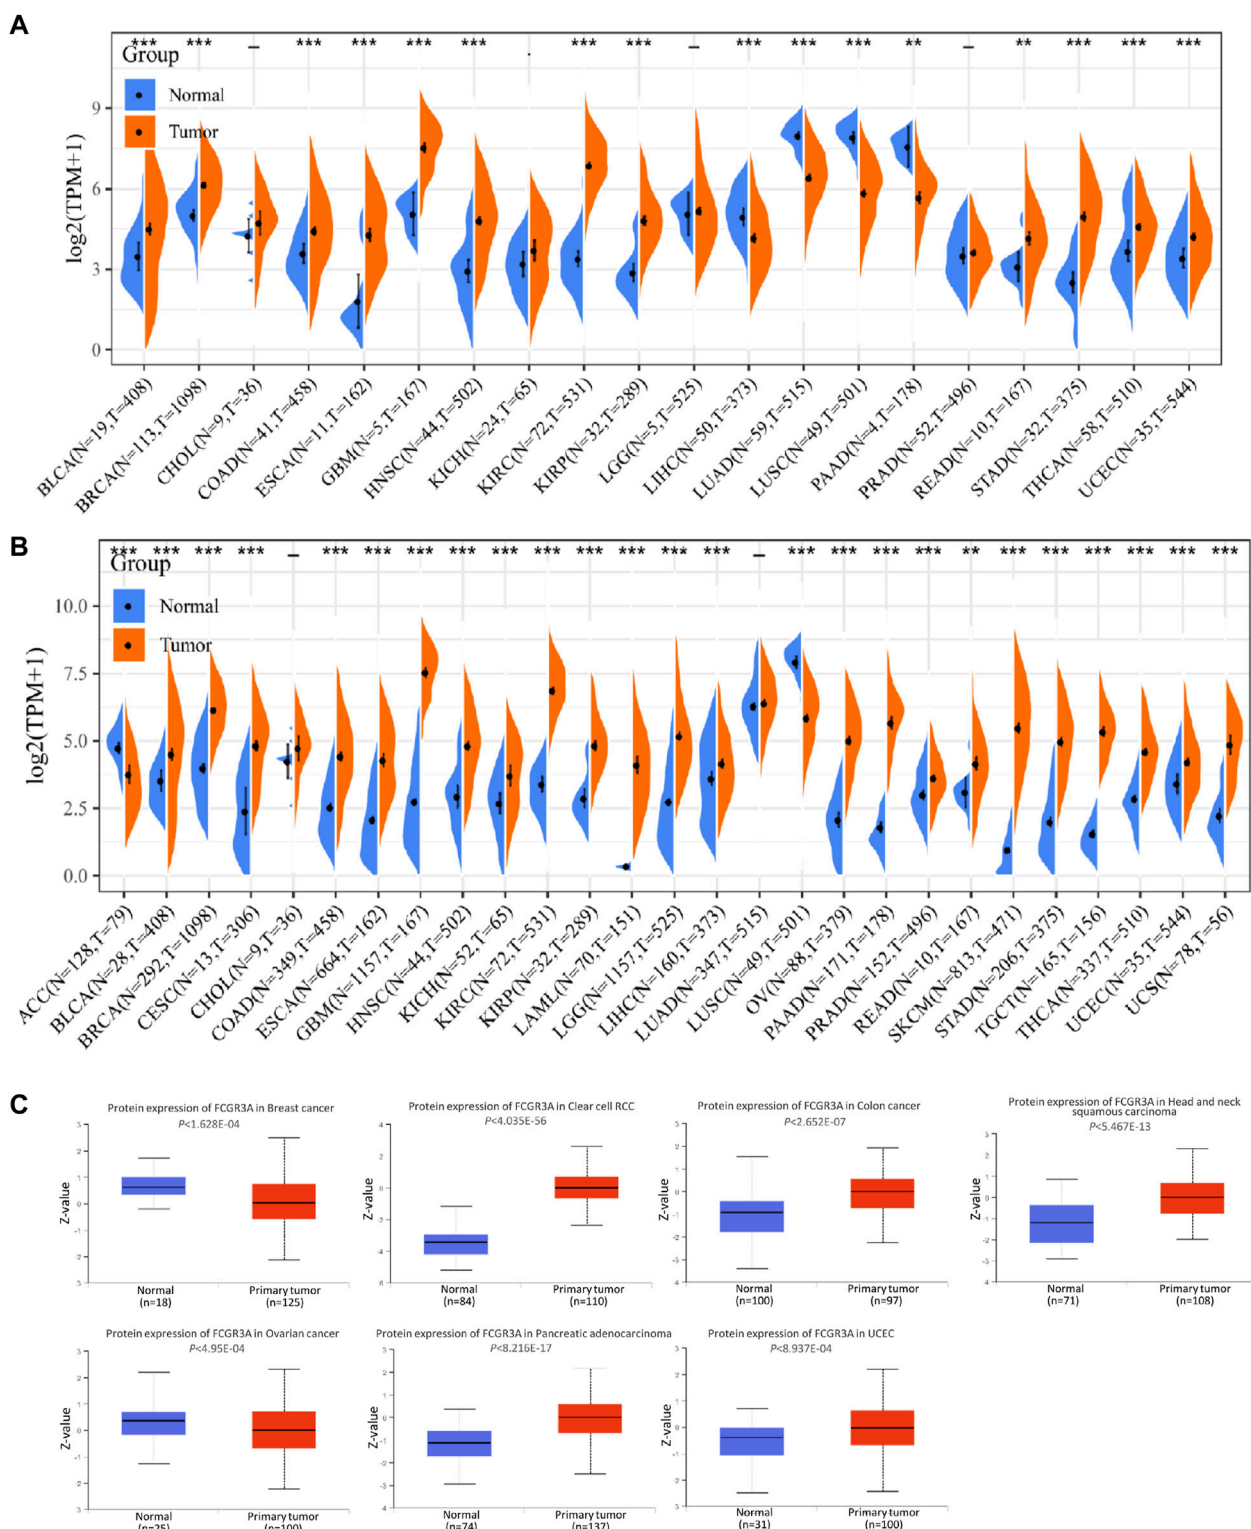 A
*** *** – *** *** *** *** . *** *** – *** *** *** ** – ** *** *** ***
Group
Normal
Tumor
log2(TPM+1)
9
6
3
0
BLCA(N=19,T=408)
BRCA(N=113,T=1098)
CHOL(N=9,T=36)
COAD(N=41,T=458)
ESCA(N=11,T=162)
GBM(N=5,T=167)
HNSC(N=44,T=502)
KICH(N=24,T=65)
KIRC(N=72,T=531)
KIRP(N=32,T=289)
LGG(N=5,T=525)
LIHC(N=50,T=373)
LUAD(N=59,T=515)
LUSC(N=49,T=501)
PAAD(N=4,T=178)
PRAD(N=52,T=496)
READ(N=10,T=167)
STAD(N=32,T=375)
THCA(N=58,T=510)
UCEC(N=35,T=544)
B
*** *** *** *** – *** *** *** *** *** *** *** *** *** *** – *** *** *** *** ** *** *** *** *** *** ***
Group
Normal
Tumor
log2(TPM+1)
10.0
7.5
5.0
2.5
0.0
ACC(N=128,T=79)
BLCA(N=28,T=408)
BRCA(N=292,T=1098)
CESC(N=13,T=306)
CHOL(N=9,T=36)
COAD(N=349,T=458)
ESCA(N=664,T=162)
GBM(N=1157,T=167)
HNSC(N=44,T=502)
KICH(N=52,T=65)
KIRC(N=72,T=531)
KIRP(N=32,T=289)
LAML(N=70,T=151)
LGG(N=1157,T=525)
LIHC(N=160,T=373)
LUAD(N=347,T=515)
LUSC(N=49,T=501)
OV(N=88,T=379)
PAAD(N=171,T=178)
PRAD(N=152,T=496)
READ(N=10,T=167)
SKCM(N=813,T=471)
STAD(N=206,T=375)
TGCT(N=165,T=156)
THCA(N=337,T=510)
UCEC(N=35,T=544)
UCS(N=78,T=56)
C
Protein expression of FCGR3A in Breast cancer
P<1.628E-04
Z-value
Normal
(n=18)
Primary tumor
(n=125)
Protein expression of FCGR3A in Clear cell RCC
P<4.035E-56
Z-value
Normal
(n=84)
Primary tumor
(n=110)
Protein expression of FCGR3A in Colon cancer
P<2.652E-07
Z-value
Normal
(n=100)
Primary tumor
(n=97)
Protein expression of FCGR3A in Head and neck
squamous carcinoma
P<5.467E-13
Z-value
Normal
(n=71)
Primary tumor
(n=108)
Protein expression of FCGR3A in Ovarian cancer
P<4.95E-04
Z-value
Normal
(n=25)
Primary tumor
(n=100)
Protein expression of FCGR3A in Pancreatic adenocarcinoma
P<8.216E-17
Z-value
Normal
(n=74)
Primary tumor
(n=137)
Protein expression of FCGR3A in UCEC
P<8.937E-04
Z-value
Normal
(n=31)
Primary tumor
(n=100)